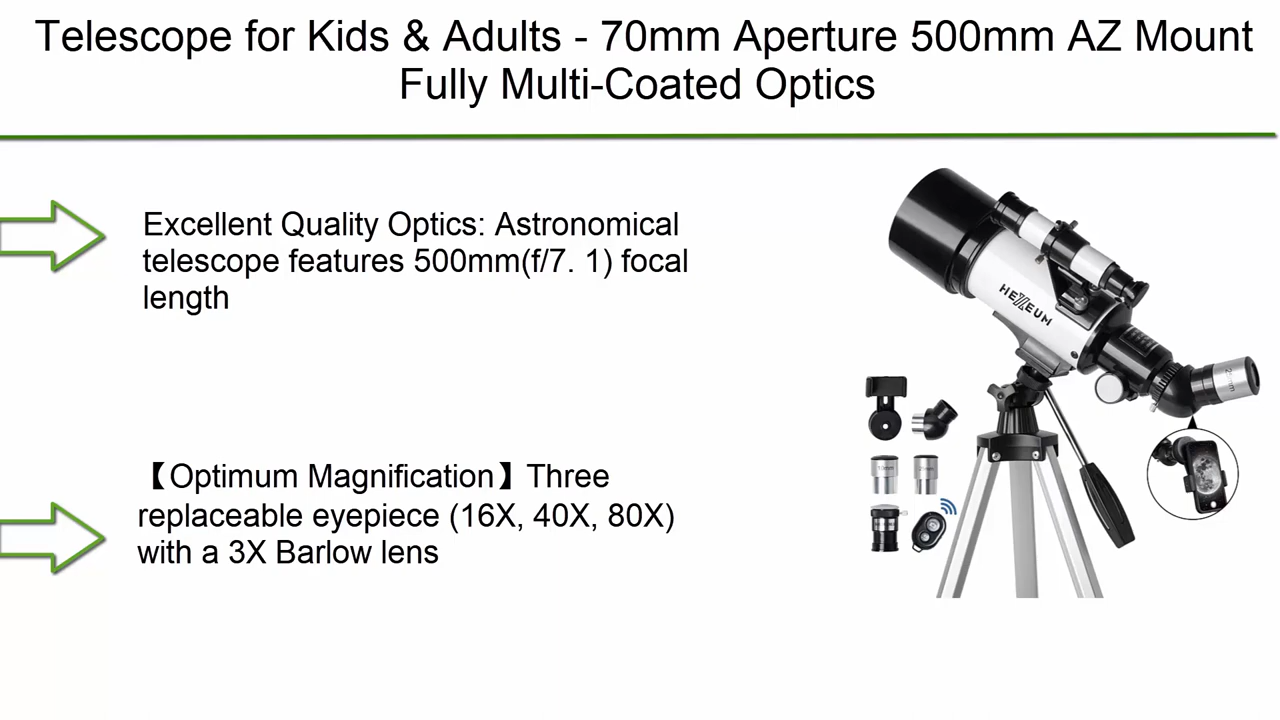 Telescope for Kids & Adults - 70mm Aperture 500mm AZ Mount
Fully Multi-Coated Optics
Excellent Quality Optics: Astronomical
telescope features 500mm(f/7. 1) focal
length
HEXEUM
【Optimum Magnification】Three
replaceable eyepiece (16X, 40X, 80X)
with a 3X Barlow lens